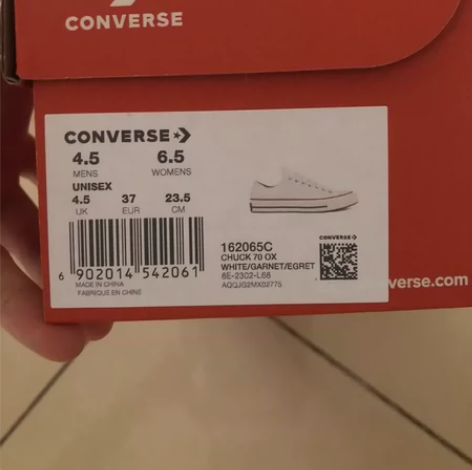 CONVERSE
CONVERSE
4.5 6.5
MENS WOMENS
UNISEX
4.5 37 23.5
UK EUR CM
6 902014 542061
MADE IN CHINA
FABRIQUE EN CHINE
162065C
CHUCK 70 OX
WHITE/GARNET/EGRET
6E-2302-L68
AQQJG2MX02775
CONVERSE
verse.com